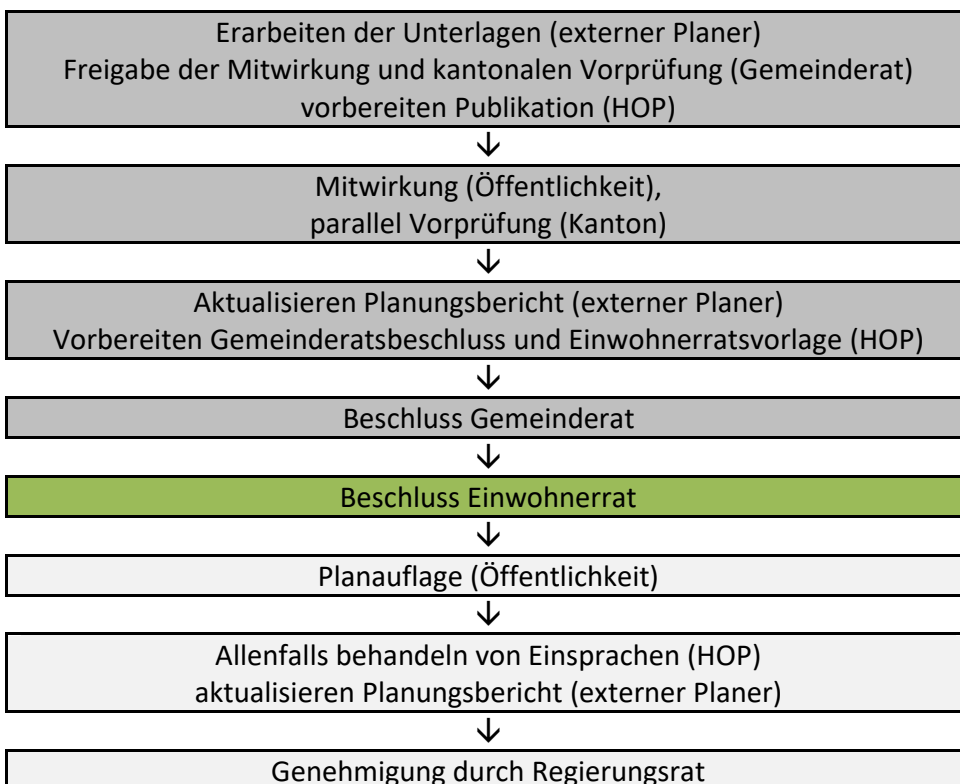 Erarbeiten der Unterlagen (externer Planer)
Freigabe der Mitwirkung und kantonalen Vorprüfung (Gemeinderat)
vorbereiten Publikation (HOP)
↓
Mitwirkung (Öffentlichkeit),
parallel Vorprüfung (Kanton)
↓
Aktualisieren Planungsbericht (externer Planer)
Vorbereiten Gemeinderatsbeschluss und Einwohnerratsvorlage (HOP)
↓
Beschluss Gemeinderat
↓
Beschluss Einwohnerrat
↓
Planauflage (Öffentlichkeit)
↓
Allenfalls behandeln von Einsprachen (HOP)
aktualisieren Planungsbericht (externer Planer)
↓
Genehmigung durch Regierungsrat